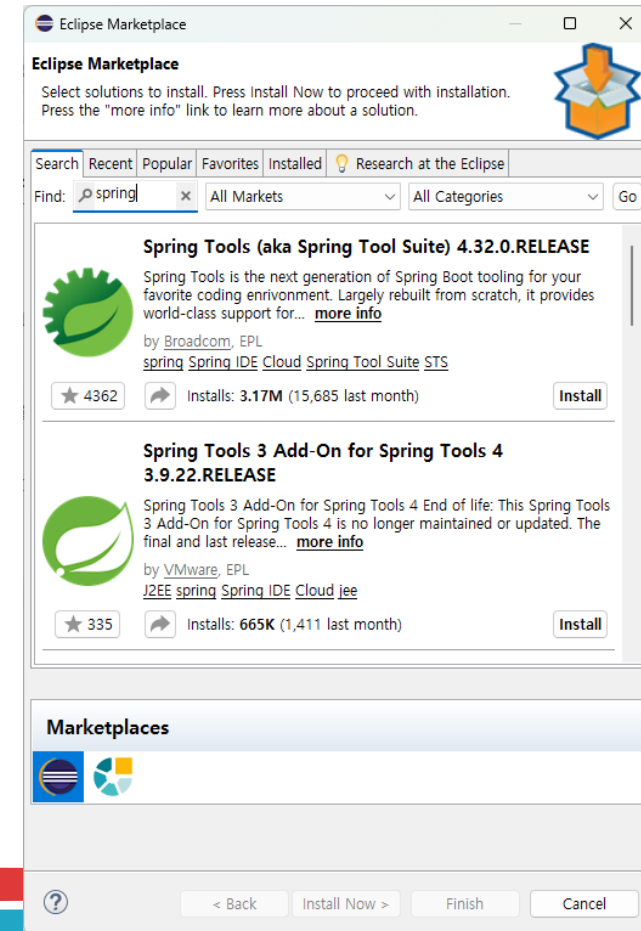 Eclipse Marketplace
Eclipse Marketplace
Select solutions to install. Press Install Now to proceed with installation.
Press the "more info" link to learn more about a solution.
Search Recent Popular Favorites Installed Research at the Eclipse
Find: spring All Markets All Categories Go
Spring Tools (aka Spring Tool Suite) 4.32.0.RELEASE
Spring Tools is the next generation of Spring Boot tooling for your
favorite coding enrivonment. Largely rebuilt from scratch, it provides
world-class support for... more info
by Broadcom, EPL
spring Spring IDE Cloud Spring Tool Suite STS
4362 Installs: 3.17M (15,685 last month) Install
Spring Tools 3 Add-On for Spring Tools 4
3.9.22.RELEASE
Spring Tools 3 Add-On for Spring Tools 4 End of life: This Spring Tools
3 Add-On for Spring Tools 4 is no longer maintained or updated. The
final and last release... more info
by VMware, EPL
J2EE spring Spring IDE Cloud jee
335 Installs: 665K (1,411 last month) Install
Marketplaces
? < Back Install Now > Finish Cancel